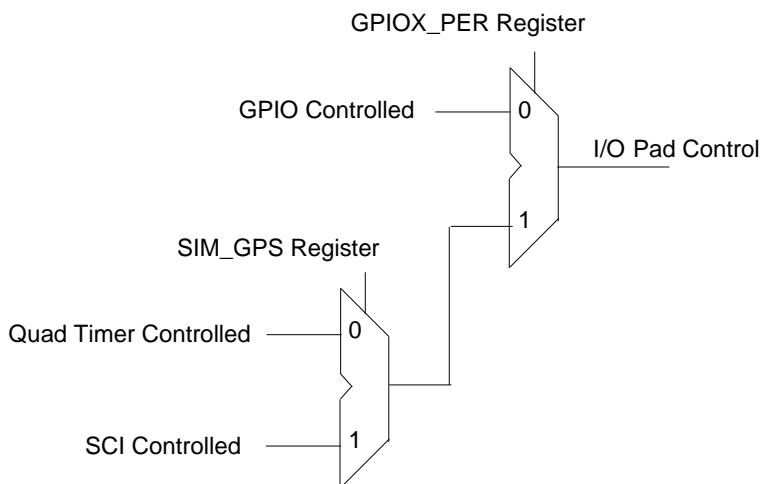 GPIOX_PER Register
GPIO Controlled
0
I/O Pad Control
1
SIM_GPS Register
Quad Timer Controlled
0
SCI Controlled
1